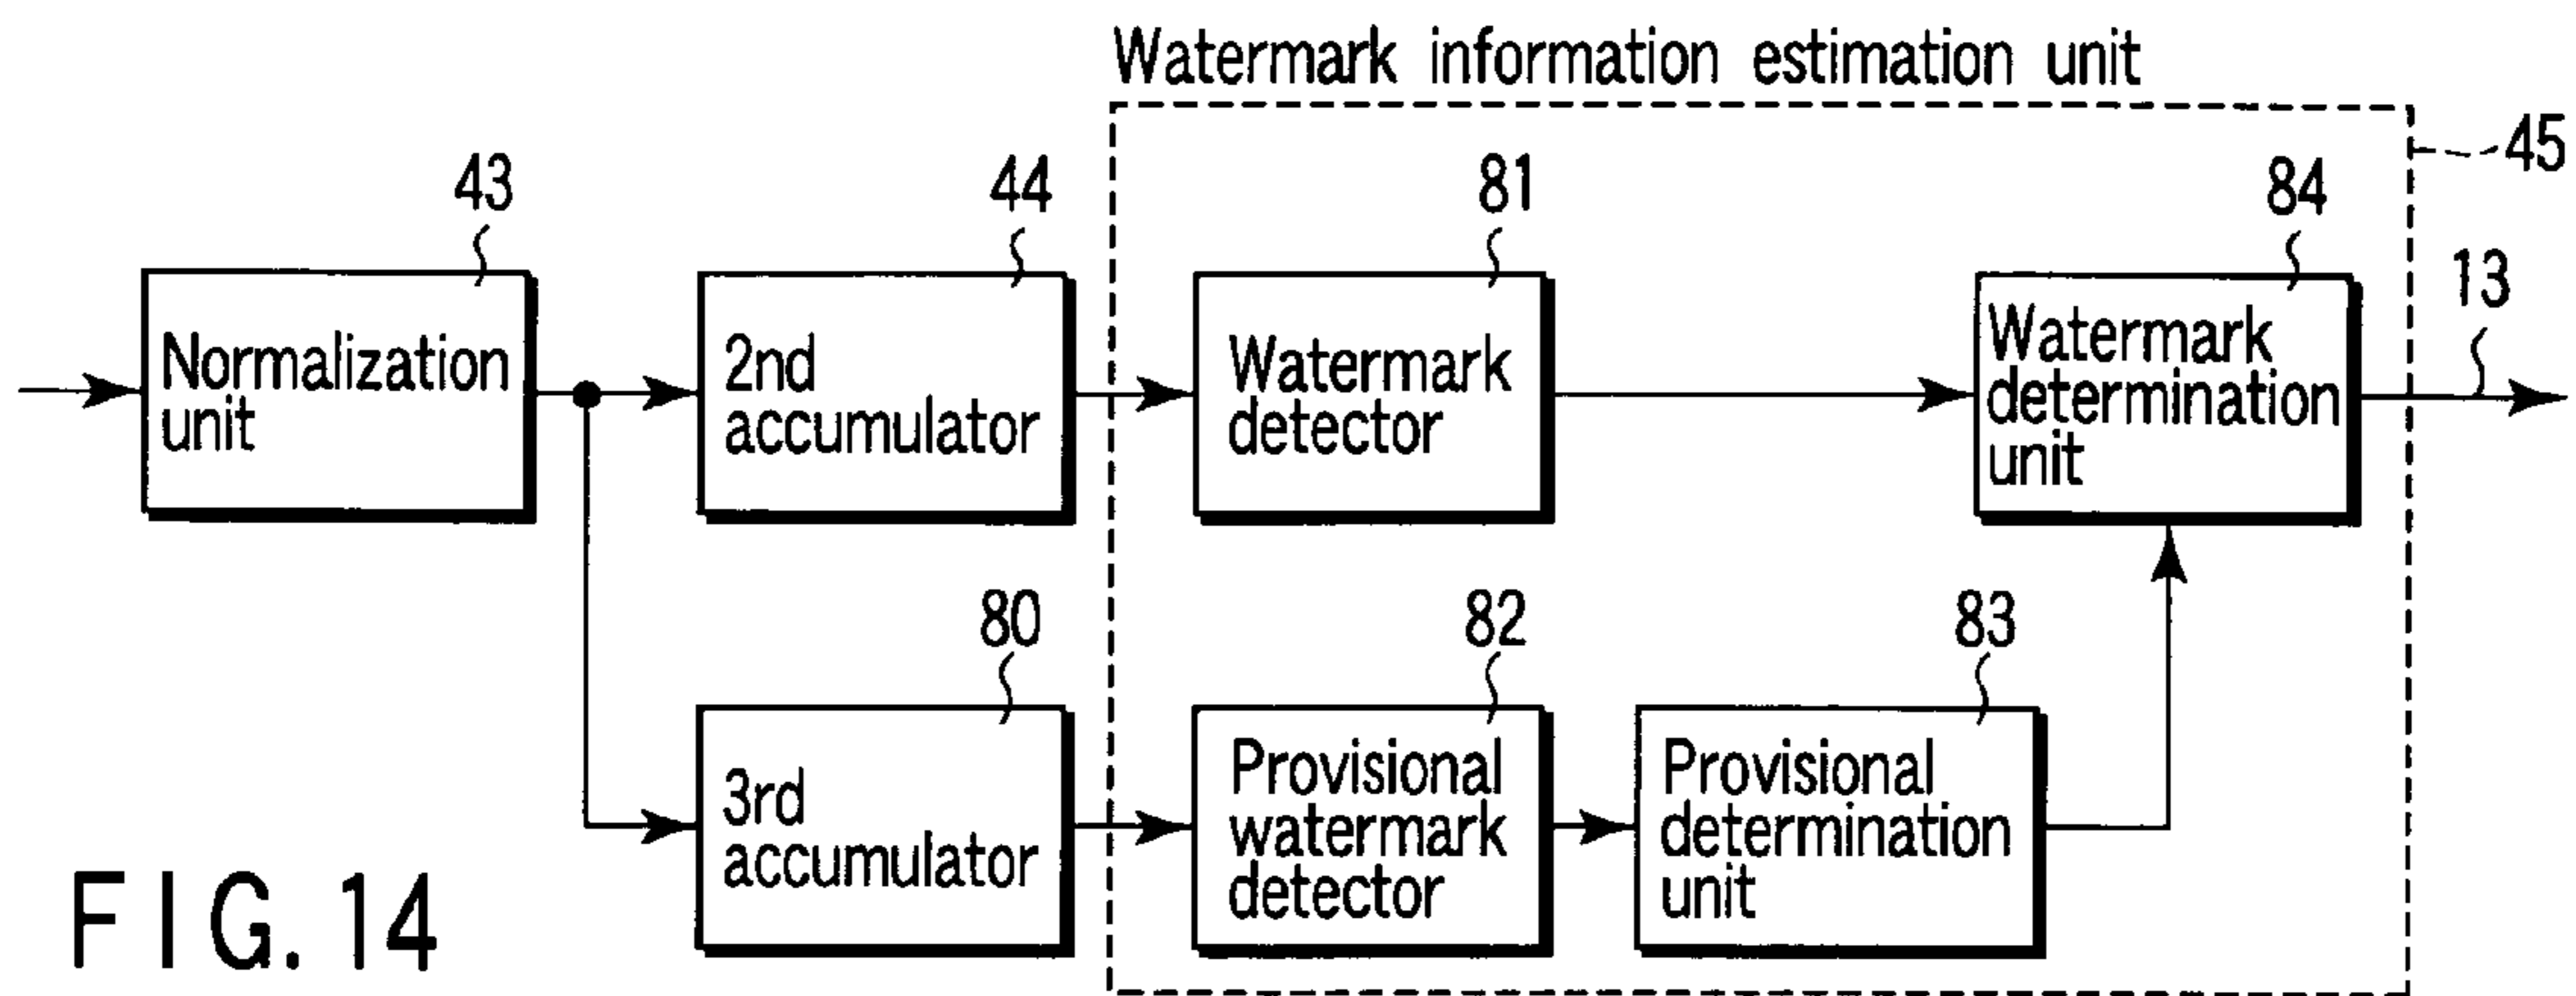 Watermark information estimation unit
45
43
44
81
84
13
Normalization
unit
2nd
accumulator
Watermark
detector
Watermark
determination
unit
80
82
83
3rd
accumulator
Provisional
watermark
detector
Provisional
determination
unit
FIG. 14